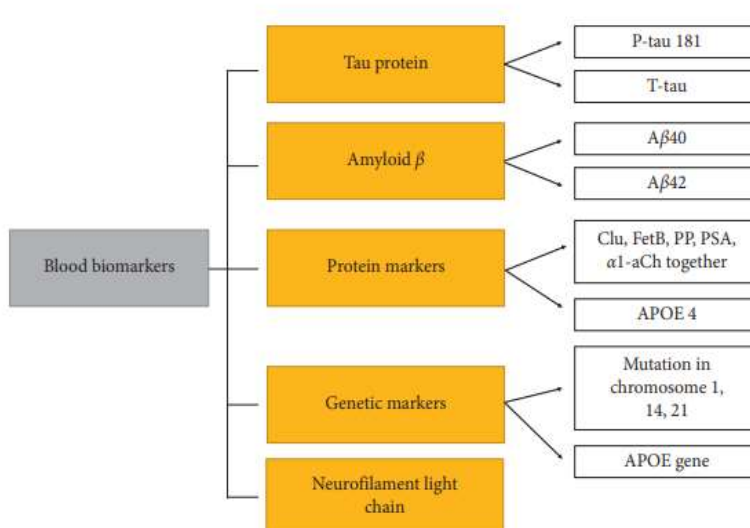 Blood biomarkers
Tau protein
P-tau 181
T-tau
Amyloid β
Aβ40
Aβ42
Protein markers
Clu, FetB, PP, PSA,
α1-aCh together
APOE 4
Genetic markers
Mutation in
chromosome 1,
14, 21
APOE gene
Neurofilament light
chain